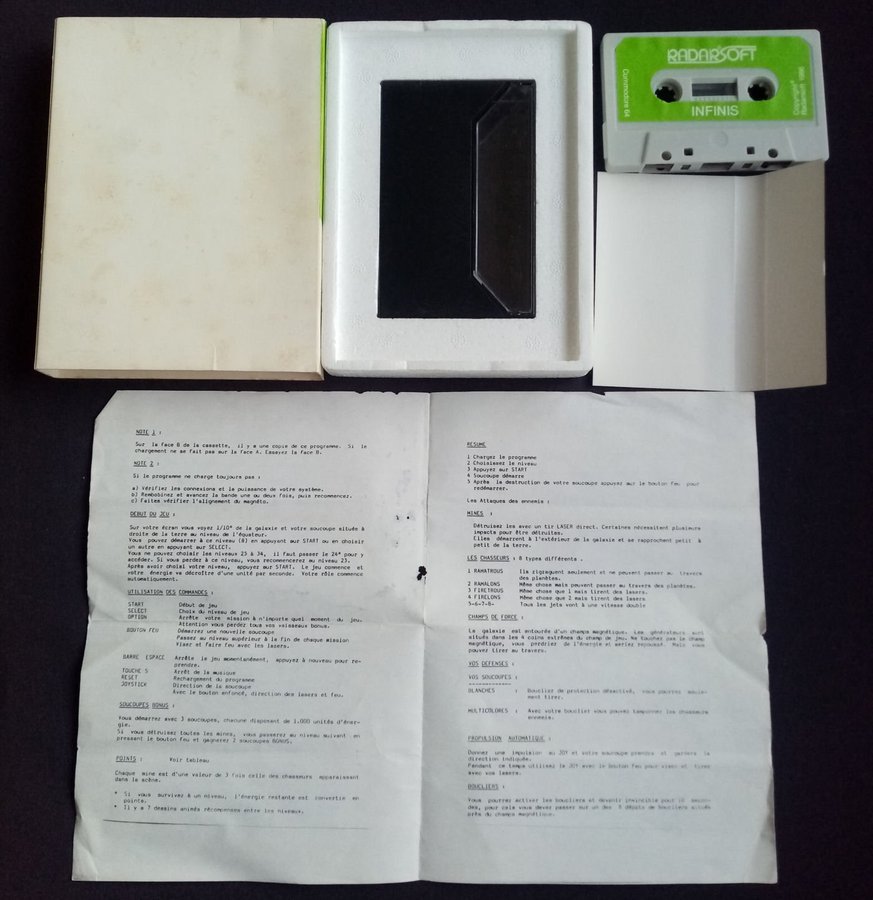 RADARSOFT
Commodore 64
Copyright
Radarsoft 1986
INFINIS
NOTE 1 :
Sur la face B de la cassette, il y a une copie de ce programme. Si le
chargement ne se fait pas sur la face A. Essayez la face B.
NOTE 2 :
Si le programme ne charge toujours pas :
a) Vérifiez les connexions et la puissance de votre système.
b) Rembobinez et avancez la bande une ou deux fois, puis recommencez.
c) Faites vérifier l'alignement du magnéto.
DEBUT DU JEU :
Sur votre écran vous voyez 1/10° de la galaxie et votre soucoupe située à
droite de la terre au niveau de l'équateur.
Vous pouvez démarrer à ce niveau (0) en appuyant sur START ou en choisir
un autre en appuyant sur SELECT.
Vous ne pouvez choisir les niveaux 23 à 34, il faut passer le 24° pour y
accéder. Si vous perdez à ce niveau, vous recommencerez au niveau 23.
Après avoir choisi votre niveau, appuyez sur START. Le jeu commence et
votre énergie va décroître d'une unité par seconde. Votre rôle commence
automatiquement.
UTILISATION DES COMMANDES :
START Début de jeu
SELECT Choix du niveau de jeu
OPTION Arrête votre mission à n'importe quel moment du jeu.
Attention vous perdez tous vos vaisseaux bonus.
BOUTON FEU Démarrez une nouvelle soucoupe
Passez au niveau supérieur à la fin de chaque mission
Viser et faire feu avec les lasers.
BARRE ESPACE Arrête le jeu momentanément, appuyez à nouveau pour re-
prendre.
TOUCHE S Arrêt de la musique
RESET Rechargement du programme
JOYSTICK Direction de la soucoupe
Avec le bouton enfoncé, direction des lasers et feu.
SOUCOUPES BONUS :
Vous démarrez avec 3 soucoupes, chacune disposant de 1.000 unités d'éner-
gie.
Si vous détruisez toutes les mines, vous passerez au niveau suivant en
pressant le bouton feu et gagnerez 2 soucoupes BONUS.
POINTS : Voir tableau
Chaque mine est d'une valeur de 3 fois celle des chasseurs apparaissant
dans la scène.
* Si vous survivez à un niveau, l'énergie restante est convertie en
points.
* Il y a 7 dessins animés récompenses entre les niveaux.
RESUME
1 Chargez le programme
2 Choisissez le niveau
3 Appuyez sur START
4 Soucoupe démarre
5 Après la destruction de votre soucoupe appuyez sur le bouton feu pour
redémarrer.
Les Attaques des ennemis :
MINES :
Détruisez les avec un tir LASER direct. Certaines nécessitent plusieurs
impacts pour être détruites.
Elles démarrent à l'extérieur de la galaxie et se rapprochent petit à
petit de la terre.
LES CHASSEURS : 8 types différents .
1 RAMATROUS Ils zigzaguent seulement et ne peuvent passer au travers
des planètes.
2 RAMALONS Même chose mais peuvent passer au travers des planètes.
3 FIRETROUS Même chose que 1 mais tirent des lasers.
4 FIRELONS Même chose que 2 mais tirent des lasers
5-6-7-8- Tous les jets vont à une vitesse double
CHAMPS DE FORCE :
La galaxie est entourée d'un champs magnétique. Les générateurs sont
situés dans les 4 coins extrêmes du champ de jeu. Ne touchez pas le champ
magnétique, vous perdriez de l'énergie et seriez repoussé. Mais vous
pouvez tirer au travers.
VOS DEFENSES :
VOS SOUCOUPES :
BLANCHES : Bouclier de protection désactivé, vous pouvez seule-
ment tirer.
MULTICOLORES : Avec votre bouclier vous pouvez tamponner les chasseurs
ennemis.
PROPULSION AUTOMATIQUE :
Donnez une impulsion au JOY et votre soucoupe prendra et gardera la
direction indiquée.
Pendant ce temps utilisez le JOY avec le bouton feu pour viser et tirez
avec vos lasers.
BOUCLIERS :
Vous pourrez activer les boucliers et devenir invincible pour 10 secon-
des, pour cela vous devez passer sur un des 8 dépôts de boucliers situés
près du champs magnétique.